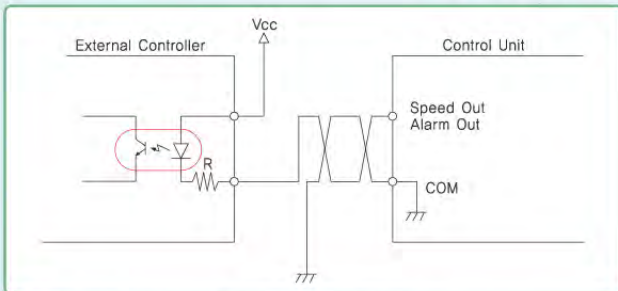 Vcc
External Controller
Control Unit
Speed Out
Alarm Out
R
COM